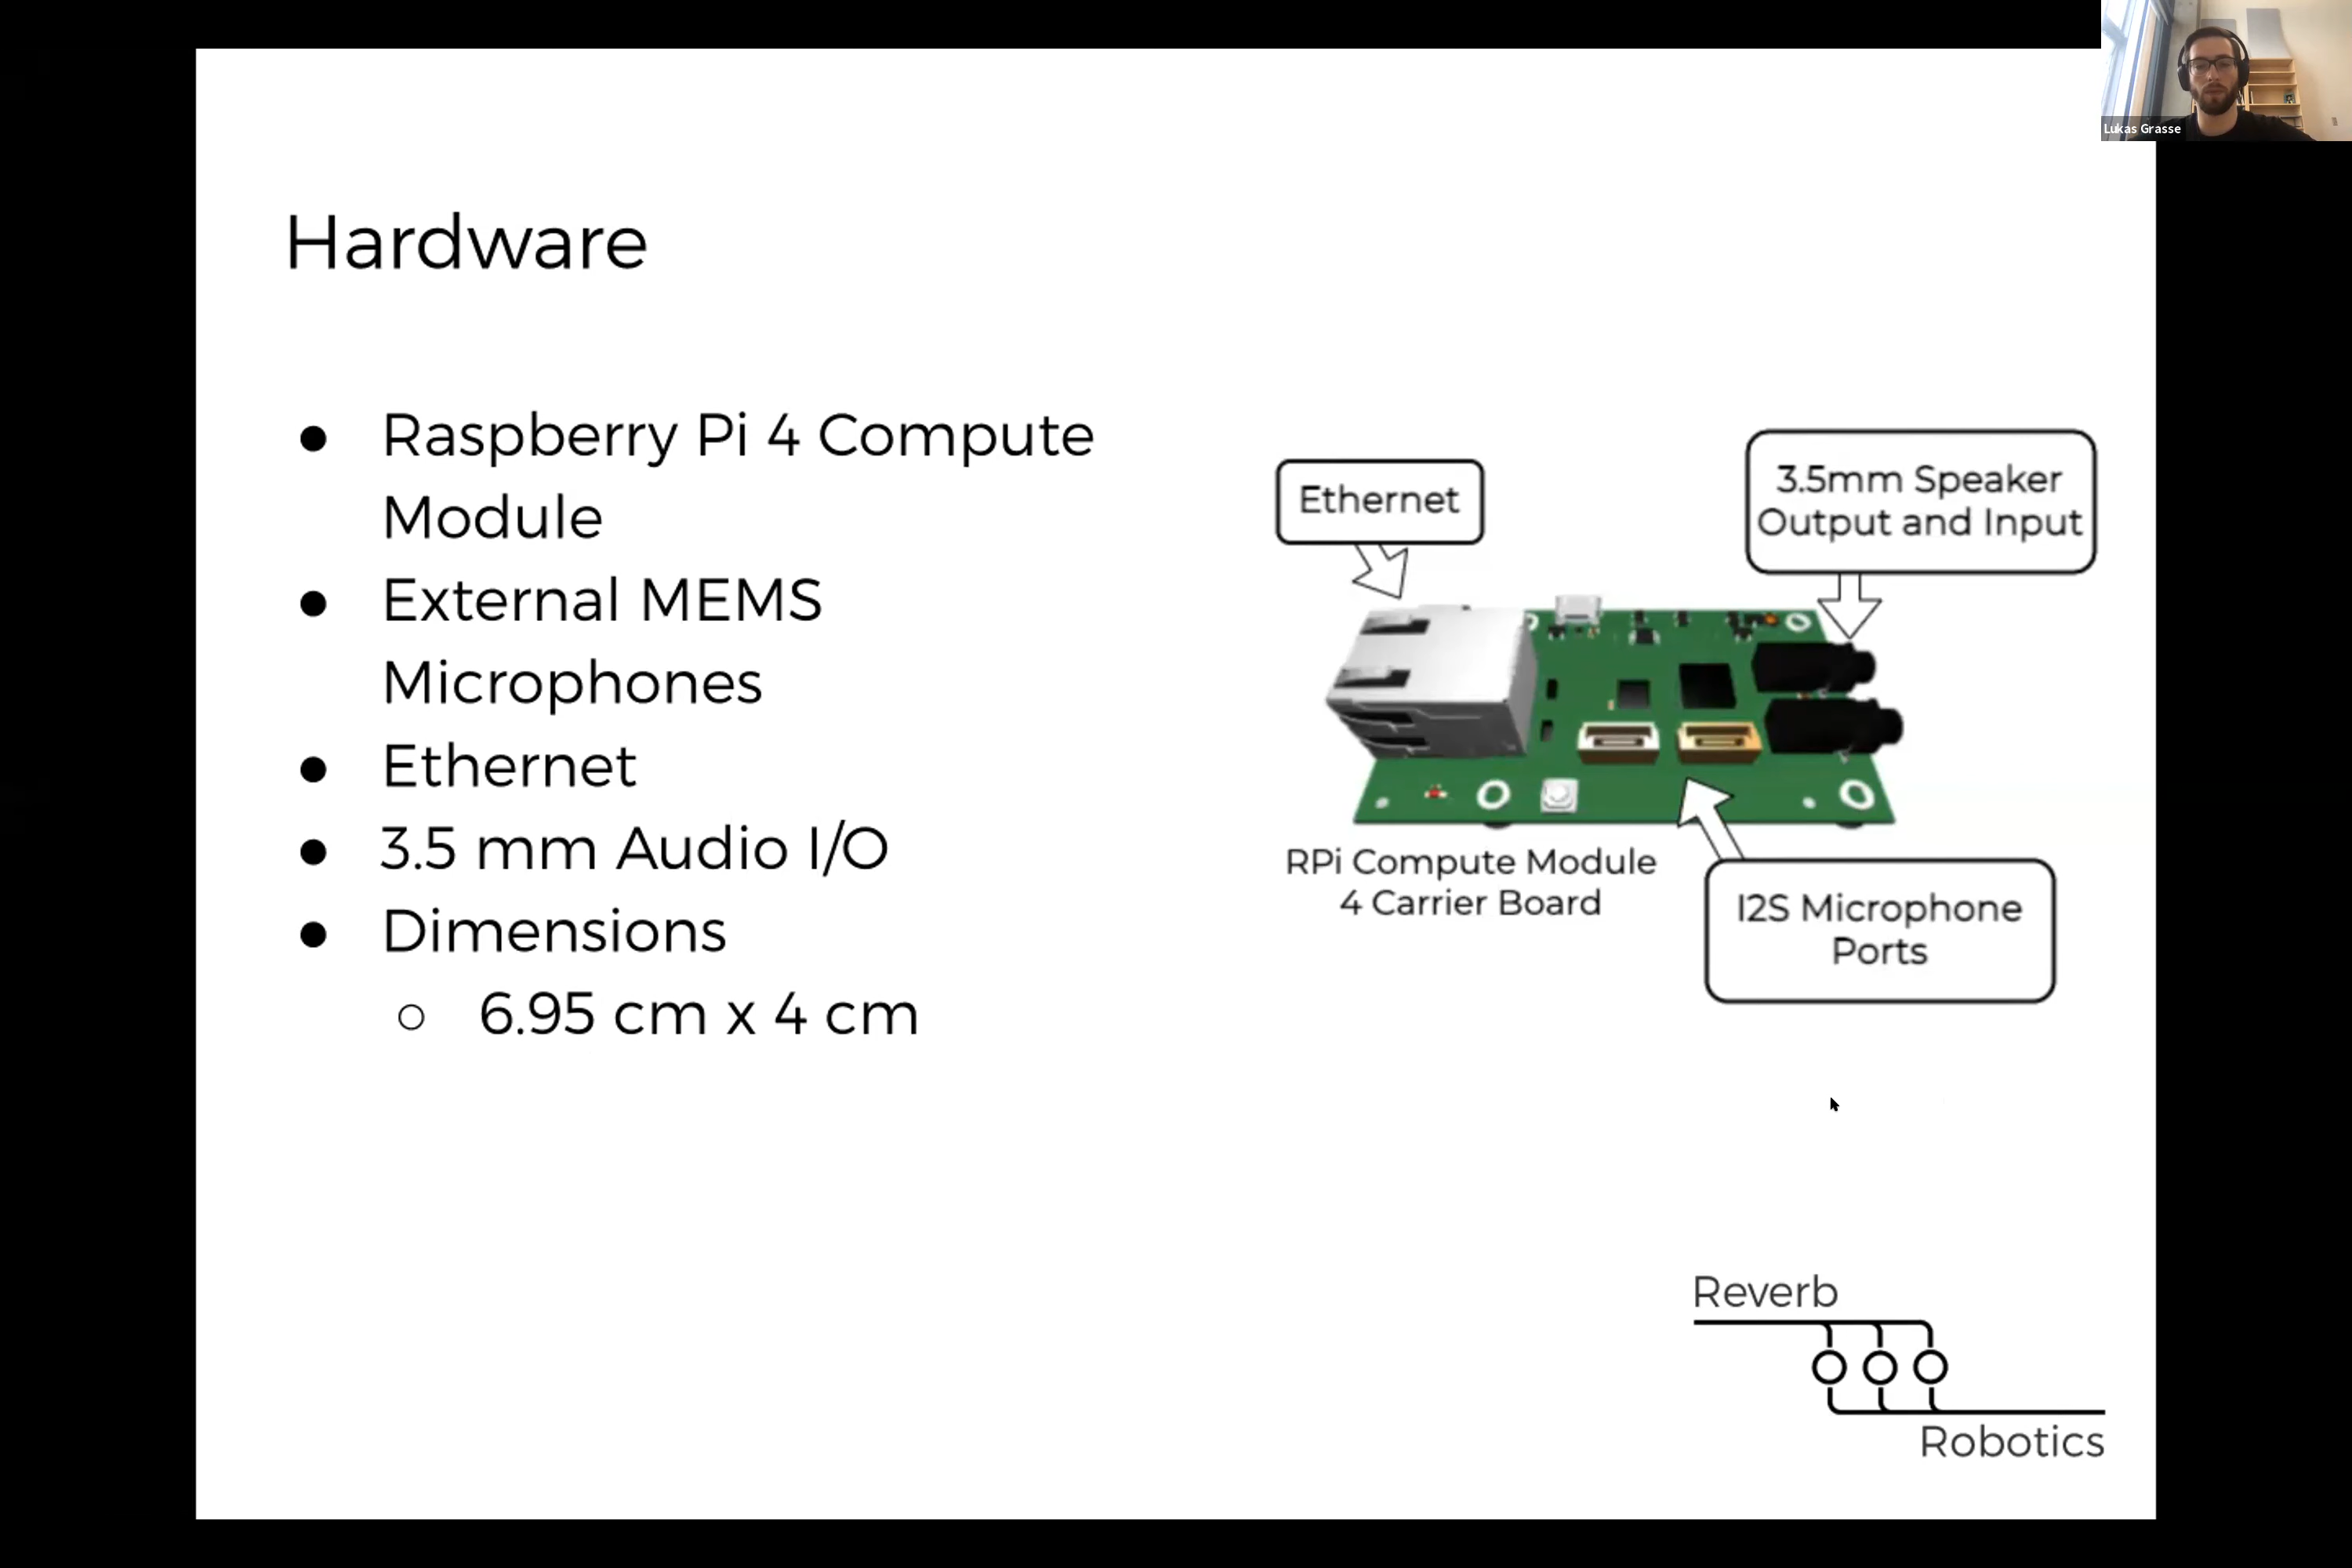 Lukas Grasse
Hardware
● Raspberry Pi 4 Compute
Module
● External MEMS
Microphones
● Ethernet
● 3.5 mm Audio I/O
● Dimensions
○ 6.95 cm x 4 cm
Ethernet
3.5mm Speaker
Output and Input
RPi Compute Module
4 Carrier Board
I2S Microphone
Ports
Reverb
Robotics